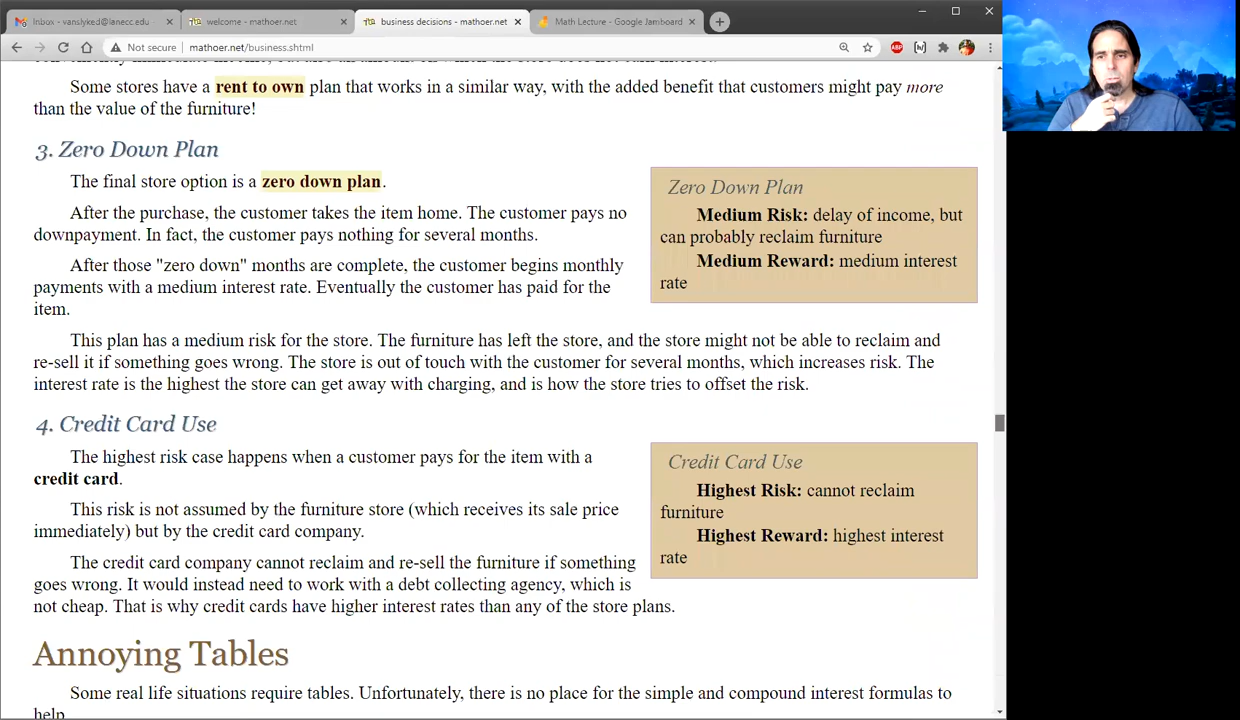 Inbox - vanslyked@lanecc.edu
welcome - mathoer.net
business decisions - mathoer.net
Math Lecture - Google Jamboard
Not secure | mathoer.net/business.shtml
ABP
Some stores have a rent to own plan that works in a similar way, with the added benefit that customers might pay more
than the value of the furniture!
3. Zero Down Plan
The final store option is a zero down plan.
After the purchase, the customer takes the item home. The customer pays no
downpayment. In fact, the customer pays nothing for several months.
After those "zero down" months are complete, the customer begins monthly
payments with a medium interest rate. Eventually the customer has paid for the
item.
Zero Down Plan
Medium Risk: delay of income, but
can probably reclaim furniture
Medium Reward: medium interest
rate
This plan has a medium risk for the store. The furniture has left the store, and the store might not be able to reclaim and
re-sell it if something goes wrong. The store is out of touch with the customer for several months, which increases risk. The
interest rate is the highest the store can get away with charging, and is how the store tries to offset the risk.
4. Credit Card Use
The highest risk case happens when a customer pays for the item with a
credit card.
This risk is not assumed by the furniture store (which receives its sale price
immediately) but by the credit card company.
The credit card company cannot reclaim and re-sell the furniture if something
goes wrong. It would instead need to work with a debt collecting agency, which is
not cheap. That is why credit cards have higher interest rates than any of the store plans.
Credit Card Use
Highest Risk: cannot reclaim
furniture
Highest Reward: highest interest
rate
Annoying Tables
Some real life situations require tables. Unfortunately, there is no place for the simple and compound interest formulas to
help.